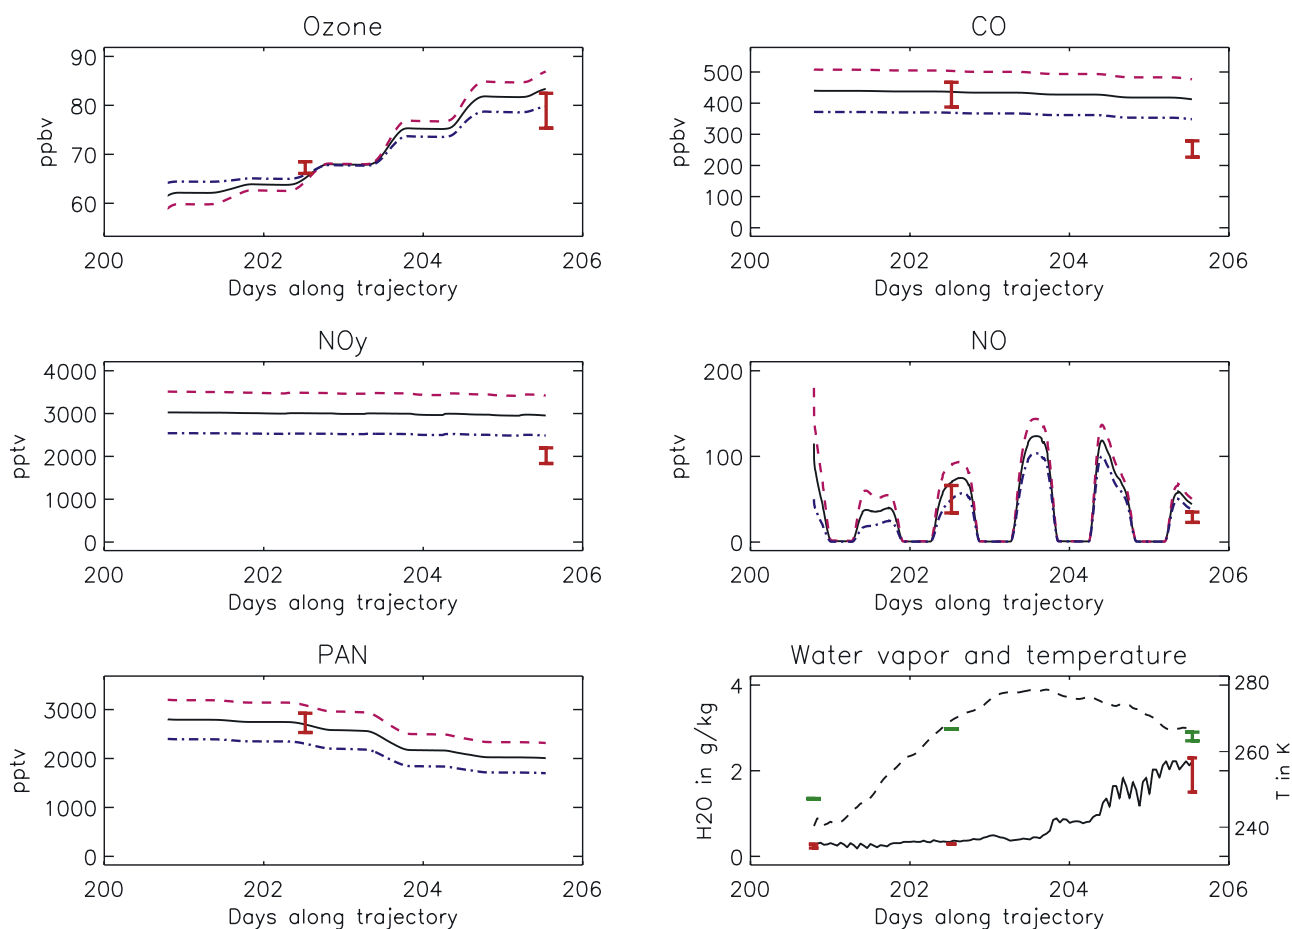 Ozone
90
80
70
60
ppbv
200 202 204 206
Days along trajectory
CO
500
400
300
200
100
0
ppbv
200 202 204 206
Days along trajectory
NOy
4000
3000
2000
1000
0
pptv
200 202 204 206
Days along trajectory
NO
200
100
0
pptv
200 202 204 206
Days along trajectory
PAN
3000
2000
1000
0
pptv
200 202 204 206
Days along trajectory
Water vapor and temperature
4
2
0
H2O in g/kg
280
260
240
T in K
200 202 204 206
Days along trajectory